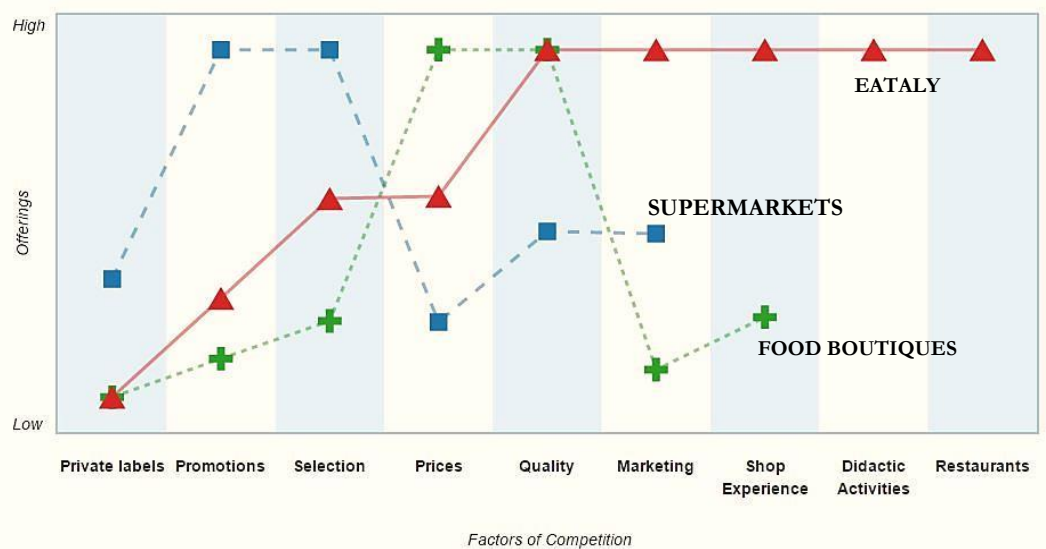 High
EATALY
Offerings
SUPERMARKETS
FOOD BOUTIQUES
Low
Private labels Promotions Selection Prices Quality Marketing Shop Experience Didactic Activities Restaurants
Factors of Competition